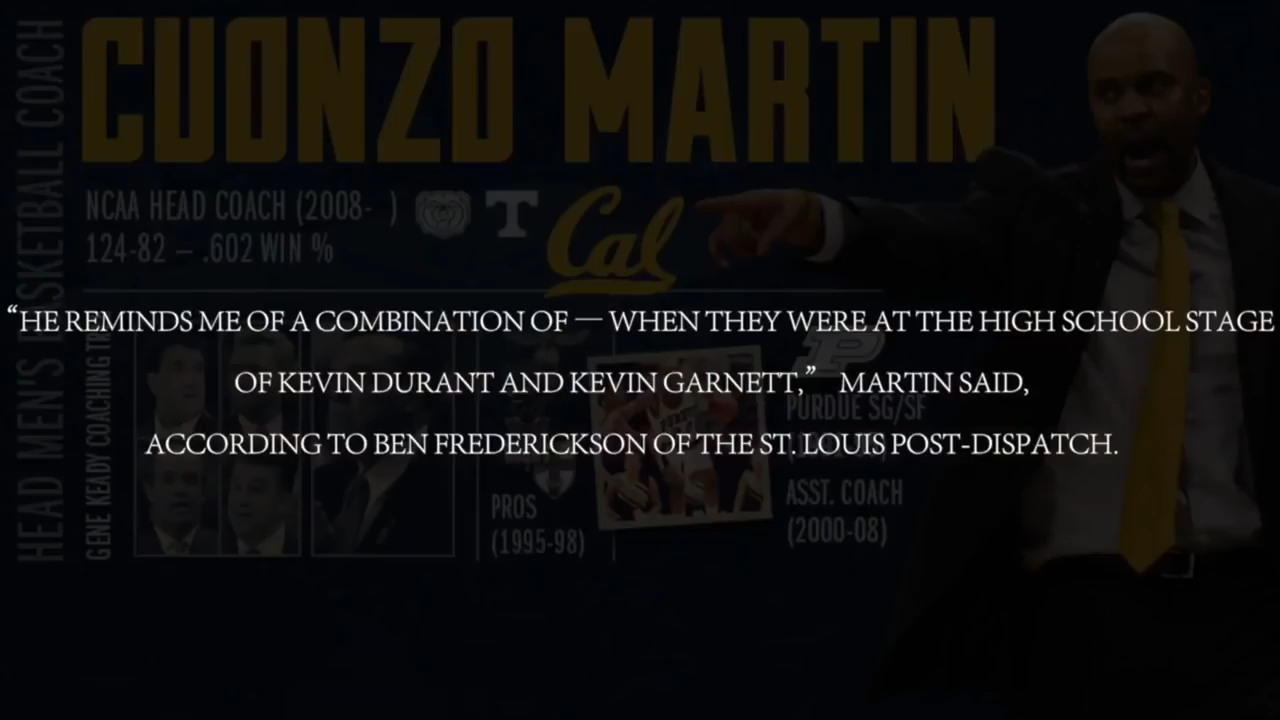 HEAD MEN'S BASKETBALL COACH
CUONZO MARTIN
NCAA HEAD COACH (2008- )
124-82 – .602 WIN %
T
Cal
“HE REMINDS ME OF A COMBINATION OF — WHEN THEY WERE AT THE HIGH SCHOOL STAGE
OF KEVIN DURANT AND KEVIN GARNETT,” MARTIN SAID,
ACCORDING TO BEN FREDERICKSON OF THE ST. LOUIS POST-DISPATCH.
GENE KEADY COACHING
P
PURDUE SG/SF
PROS
(1995-98)
ASST. COACH
(2000-08)